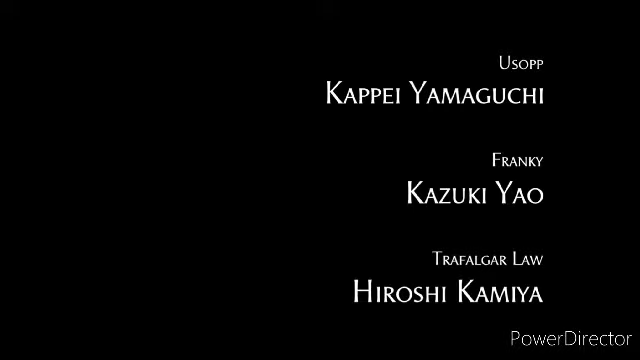 Usopp
Kappei Yamaguchi
Franky
Kazuki Yao
Trafalgar Law
Hiroshi Kamiya
PowerDirector